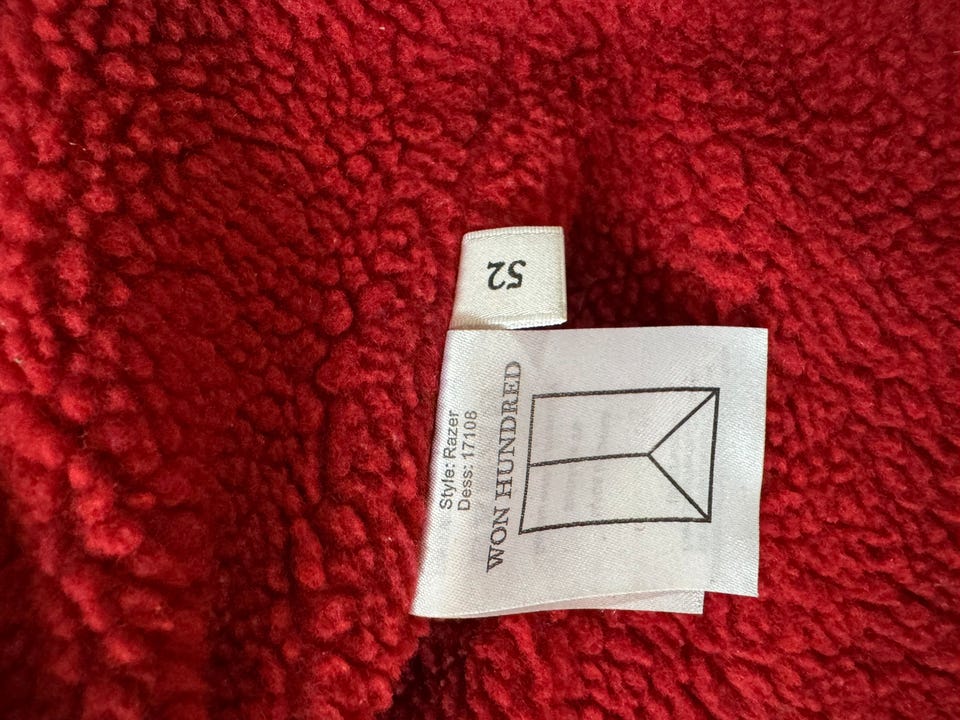 52
Style: Razer
Dess: 17108
WON HUNDRED